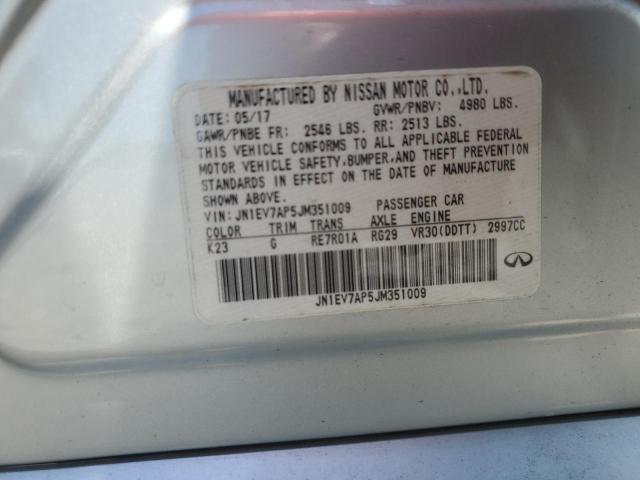 MANUFACTURED BY NISSAN MOTOR CO.,LTD.
DATE: 05/17 GVWR/PNBV: 4980 LBS.
GAWR/PNBE FR: 2546 LBS. RR: 2513 LBS.
THIS VEHICLE CONFORMS TO ALL APPLICABLE FEDERAL
MOTOR VEHICLE SAFETY,BUMPER,AND THEFT PREVENTION
STANDARDS IN EFFECT ON THE DATE OF MANUFACTURE
SHOWN ABOVE.
VIN: JN1EV7AP5JM351009 PASSENGER CAR
COLOR TRIM TRANS AXLE ENGINE
K23 G RE7R01A RG29 VR30(DDTT) 2997CC
JN1EV7AP5JM351009